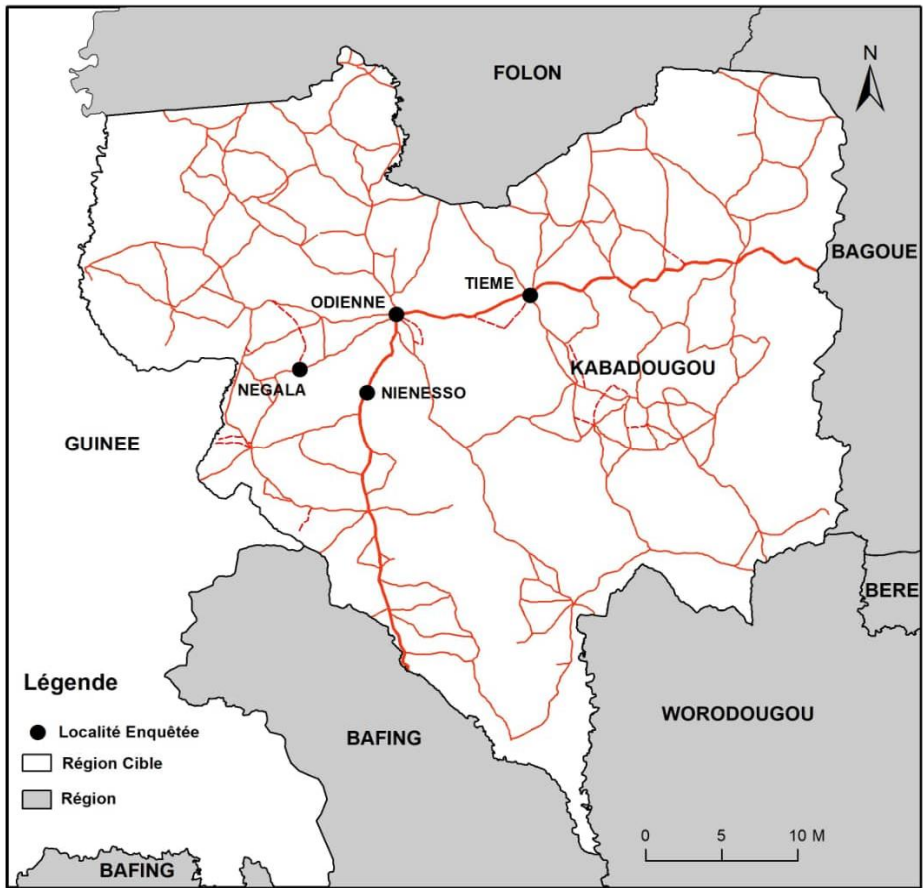 FOLON
N
BAGOUE
TIEME
ODIENNE
KABADOUGOU
NEGALA
NIENESSO
GUINEE
BERE
Légende
Localité Enquêtée
Région Cible
Région
BAFING
WORODOUGOU
0 5 10 M
BAFING